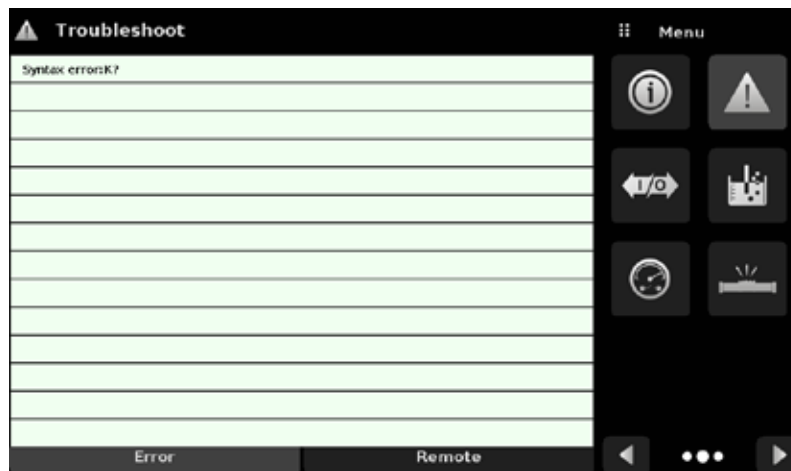 Troubleshoot
Menu
Syntax error:K?
I/O
Error
Remote